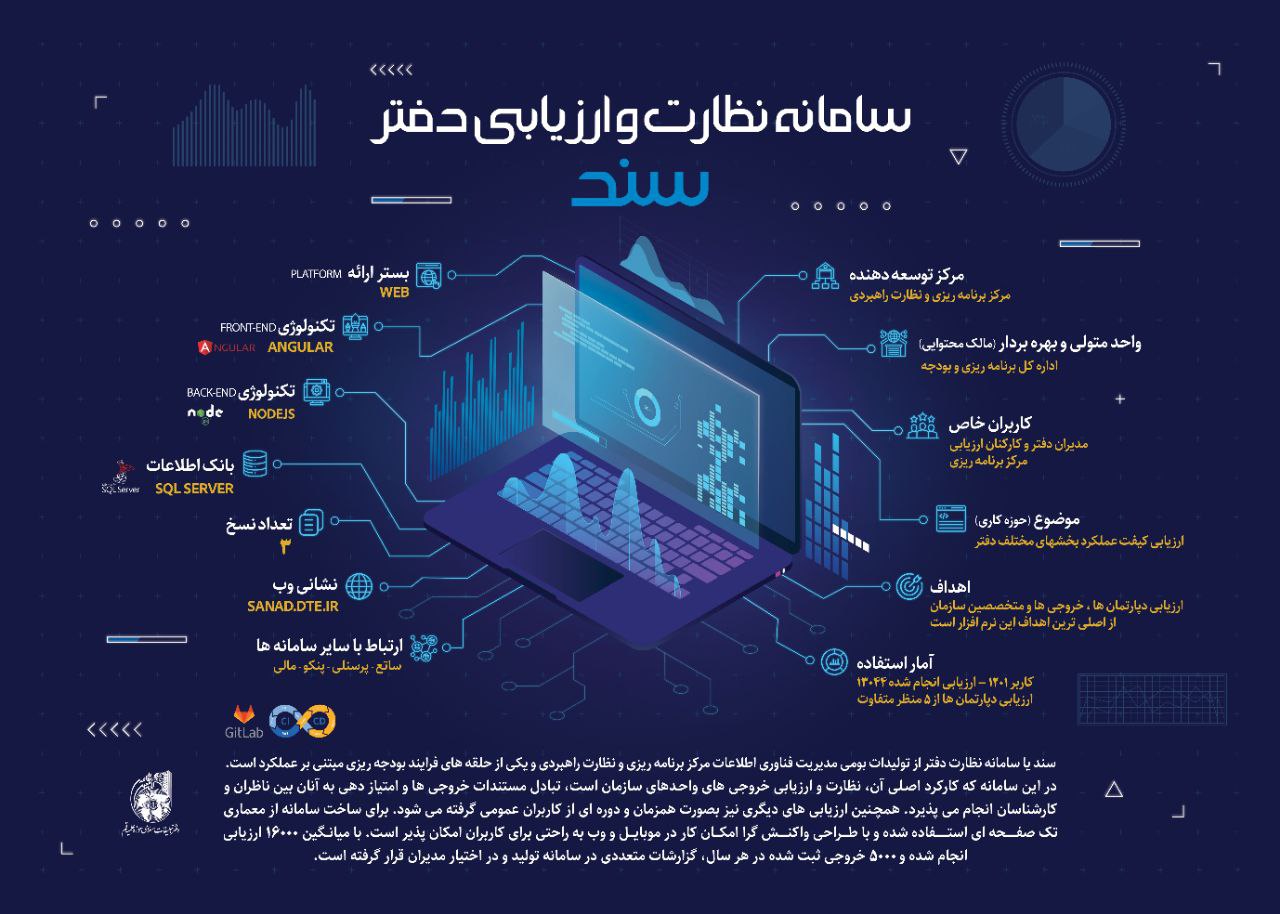 سامانه نظارت و ارزیابی دفتر
سند
مرکز توسعه دهنده
مرکز برنامه ریزی و نظارت راهبردی
واحد متولی و بهره بردار (مالک محتوایی)
اداره کل برنامه ریزی و بودجه
کاربران خاص
مدیران دفتر و کارکنان ارزیابی
مرکز برنامه ریزی
موضوع (حوزه کاری)
ارزیابی کیفت عملکرد بخشهای مختلف دفتر
اهداف
ارزیابی دپارتمان ها ، خروجی ها و متخصصین سازمان
از اصلی ترین اهداف این نرم افزار است
آمار استفاده
کاربر ۱۲۰۱ - ارزیابی انجام شده ۱۳۰۴۴
ارزیابی دپارتمان ها از ۵ منظر متفاوت
بستر ارائه PLATFORM
WEB
تکنولوژی FRONT-END
ANGULAR ANGULAR
تکنولوژی BACK-END
NODEJS node
بانک اطلاعات
SQL SERVER SQL Server
تعداد نسخ
۳
نشانی وب
SANAD.DTE.IR
ارتباط با سایر سامانه ها
ساتع - پرسنلی - پنکو - مالی
GitLab CI CD
سند یا سامانه نظارت دفتر از تولیدات بومی مدیریت فناوری اطلاعات مرکز برنامه ریزی و نظارت راهبردی و یکی از حلقه های فرایند بودجه ریزی مبتنی بر عملکرد است.
در این سامانه که کارکرد اصلی آن، نظارت و ارزیابی خروجی های واحدهای سازمان است، تبادل مستندات خروجی ها و امتیاز دهی به آنان بین ناظران و
کارشناسان انجام می پذیرد. همچنین ارزیابی های دیگری نیز بصورت همزمان و دوره ای از کاربران عمومی گرفته می شود. برای ساخت سامانه از معماری
تک صفحه ای استفاده شده و با طراحی واکنش گرا امکان کار در موبایل و وب به راحتی برای کاربران امکان پذیر است. با میانگین ۱۶۰۰۰ ارزیابی
انجام شده و ۵۰۰۰ خروجی ثبت شده در هر سال، گزارشات متعددی در سامانه تولید و در اختیار مدیران قرار گرفته است.